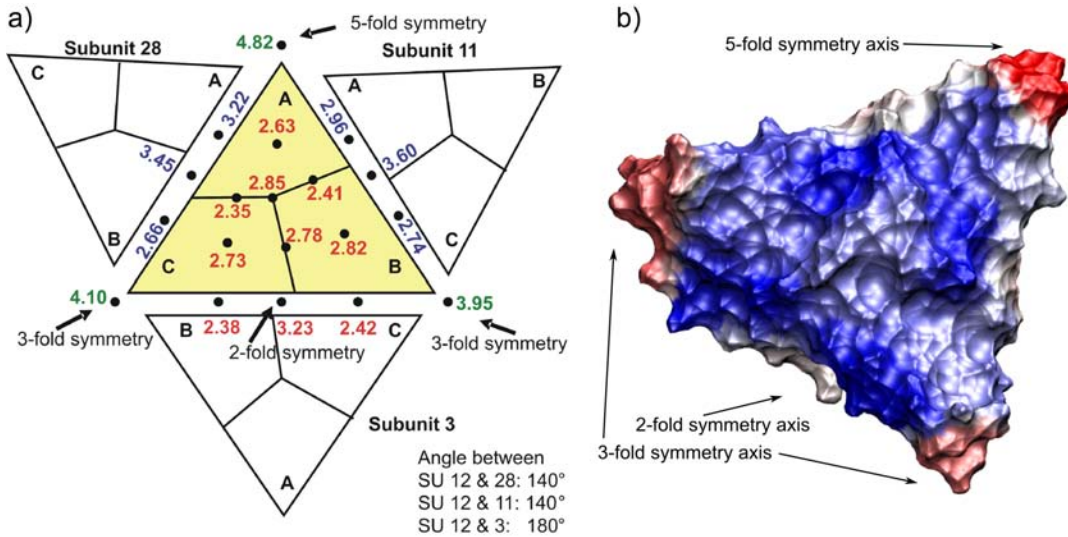 a)
5-fold symmetry
4.82
Subunit 28
Subunit 11
C
A
A
A
B
3.22
2.96
2.63
3.45
3.60
2.85
2.41
2.35
2.66
2.78
2.82
2.74
2.73
B
C
B
C
4.10
3.95
3-fold symmetry
B
2.38
3.23
2.42
C
2-fold symmetry
3-fold symmetry
Subunit 3
A
Angle between
SU 12 & 28: 140°
SU 12 & 11: 140°
SU 12 & 3: 180°
b)
5-fold symmetry axis
2-fold symmetry axis
3-fold symmetry axis